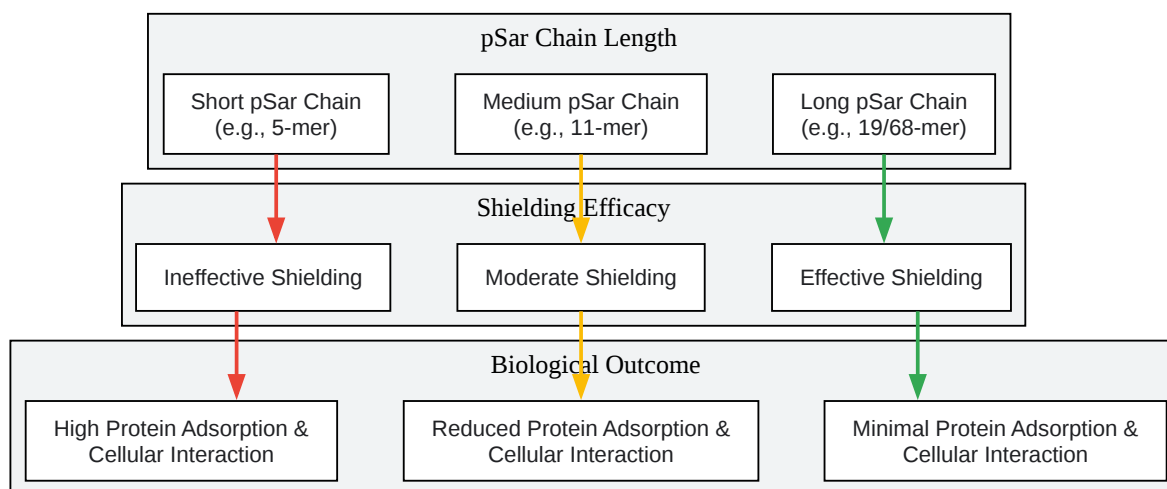 pSar Chain Length
Short pSar Chain
(e.g., 5-mer)
Medium pSar Chain
(e.g., 11-mer)
Long pSar Chain
(e.g., 19/68-mer)
Shielding Efficacy
Ineffective Shielding
Moderate Shielding
Effective Shielding
Biological Outcome
High Protein Adsorption &
Cellular Interaction
Reduced Protein Adsorption &
Cellular Interaction
Minimal Protein Adsorption &
Cellular Interaction